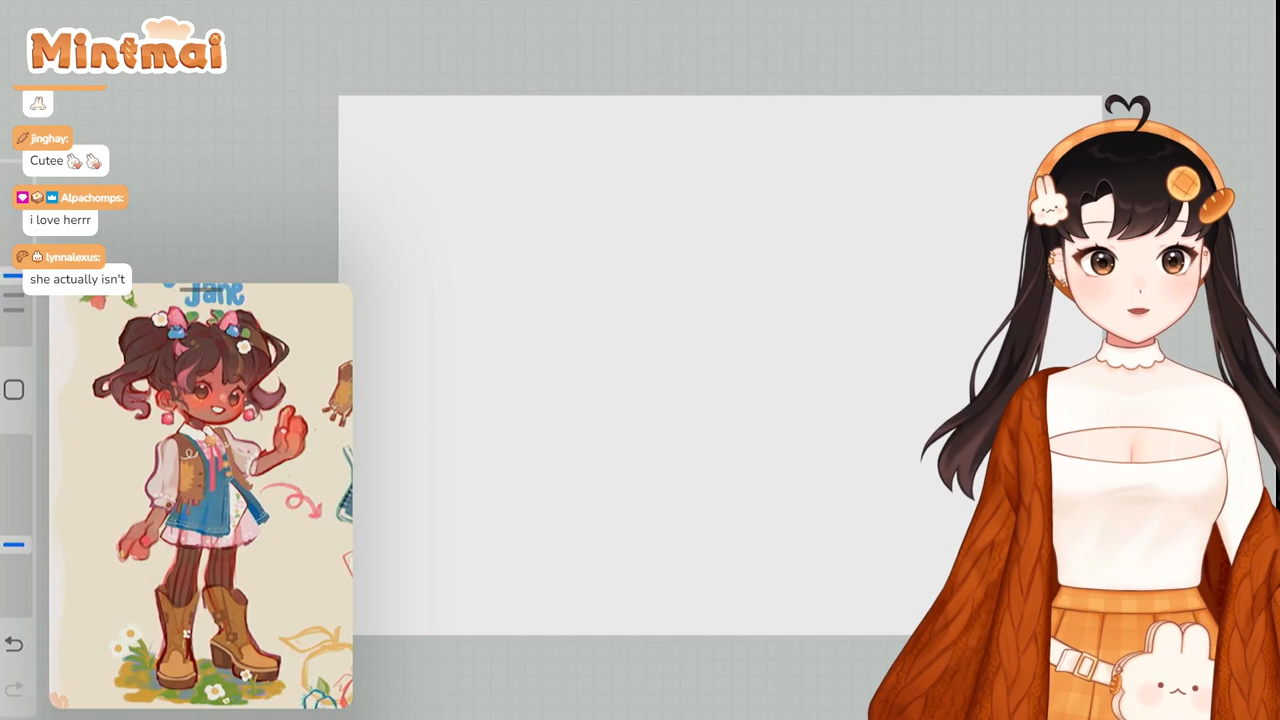 Mintmai
jinghay:
Cutee
Alpachomps:
i love herrr
lynnalexus:
she actually isn't
Jane